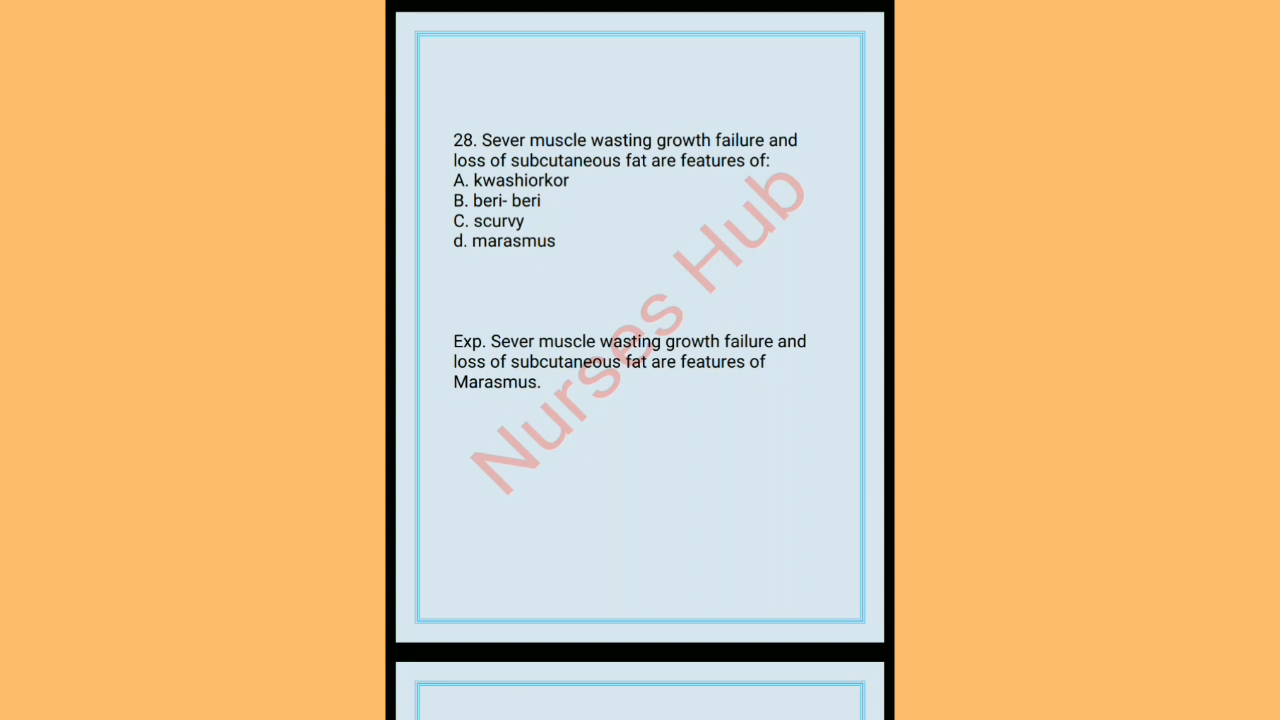 28. Sever muscle wasting growth failure and
loss of subcutaneous fat are features of:
A. kwashiorkor
B. beri- beri
C. scurvy
d. marasmus
Exp. Sever muscle wasting growth failure and
loss of subcutaneous fat are features of
Marasmus.
Nurses Hub